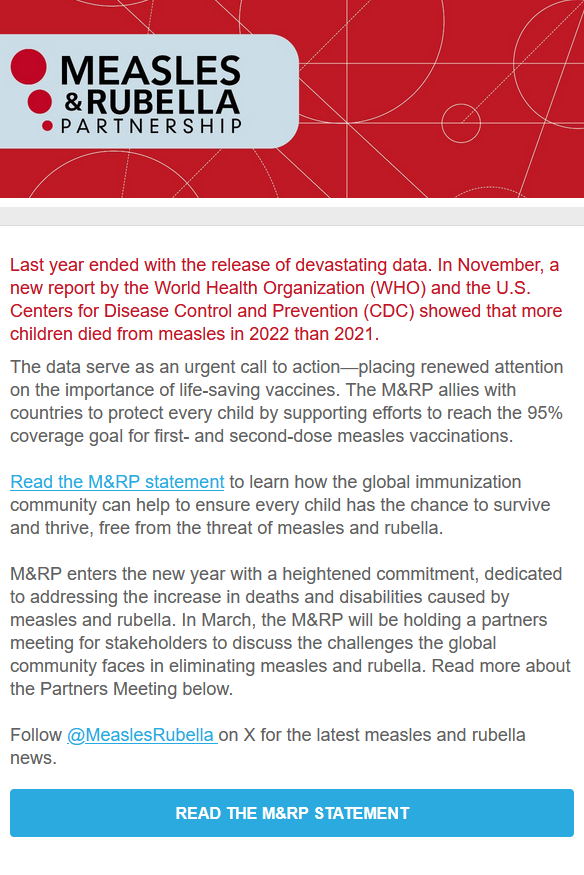 MEASLES
& RUBELLA
PARTNERSHIP
Last year ended with the release of devastating data. In November, a
new report by the World Health Organization (WHO) and the U.S.
Centers for Disease Control and Prevention (CDC) showed that more
children died from measles in 2022 than 2021.
The data serve as an urgent call to action—placing renewed attention
on the importance of life-saving vaccines. The M&RP allies with
countries to protect every child by supporting efforts to reach the 95%
coverage goal for first- and second-dose measles vaccinations.
Read the M&RP statement to learn how the global immunization
community can help to ensure every child has the chance to survive
and thrive, free from the threat of measles and rubella.
M&RP enters the new year with a heightened commitment, dedicated
to addressing the increase in deaths and disabilities caused by
measles and rubella. In March, the M&RP will be holding a partners
meeting for stakeholders to discuss the challenges the global
community faces in eliminating measles and rubella. Read more about
the Partners Meeting below.
Follow @MeaslesRubella on X for the latest measles and rubella
news.
READ THE M&RP STATEMENT